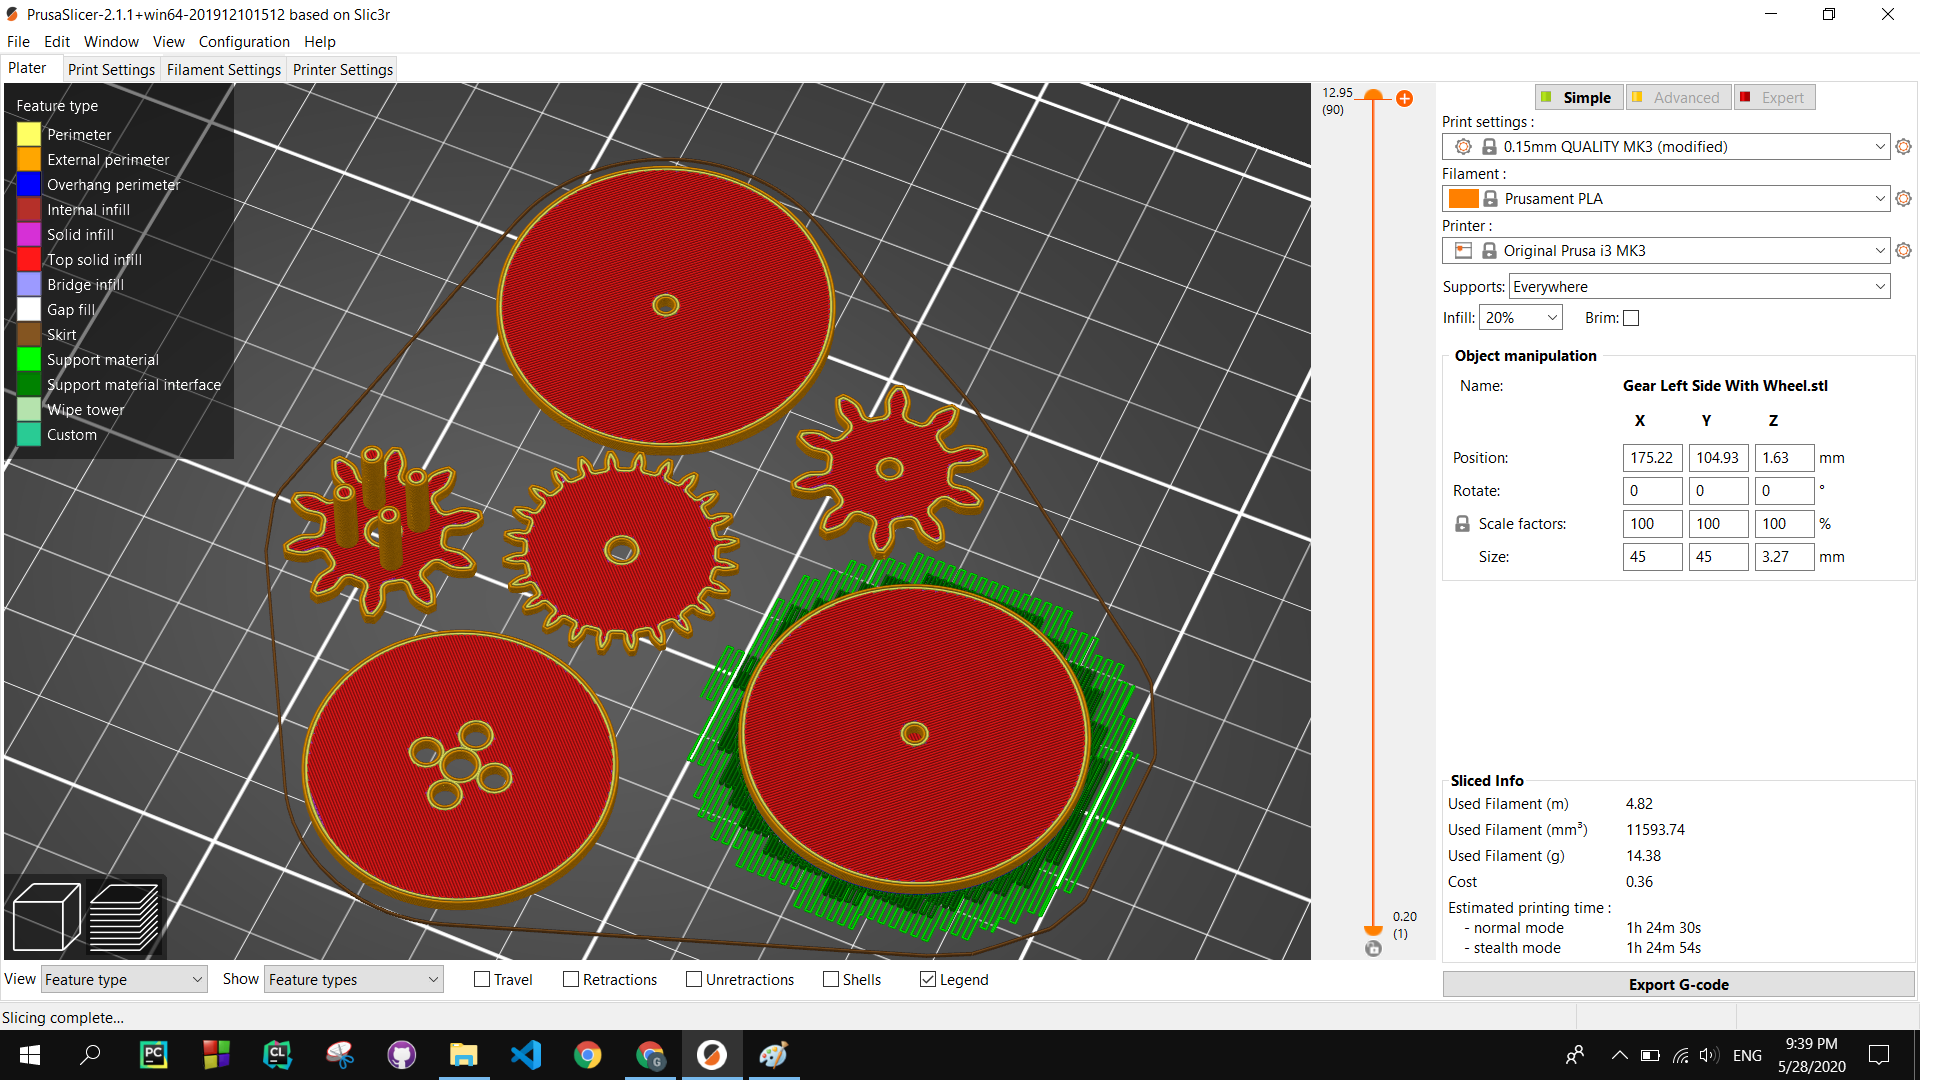 PrusaSlicer-2.1.1+win64-201912101512 based on Slic3r
File Edit Window View Configuration Help
Plater Print Settings Filament Settings Printer Settings
Feature type
Perimeter
External perimeter
Overhang perimeter
Internal infill
Solid infill
Top solid infill
Bridge infill
Gap fill
Skirt
Support material
Support material interface
Wipe tower
Custom
12.95
(90)
0.20
(1)
Simple Advanced Expert
Print settings :
0.15mm QUALITY MK3 (modified)
Filament :
Prusament PLA
Printer :
Original Prusa i3 MK3
Supports: Everywhere
Infill: 20% Brim:
Object manipulation
Name: Gear Left Side With Wheel.stl
X Y Z
Position: 175.22 104.93 1.63 mm
Rotate: 0 0 0 °
Scale factors: 100 100 100 %
Size: 45 45 3.27 mm
Sliced Info
Used Filament (m) 4.82
Used Filament (mm³) 11593.74
Used Filament (g) 14.38
Cost 0.36
Estimated printing time :
- normal mode 1h 24m 30s
- stealth mode 1h 24m 54s
Export G-code
View Feature type Show Feature types Travel Retractions Unretractions Shells Legend
Slicing complete...
PC CL G ENG
9:39 PM
5/28/2020